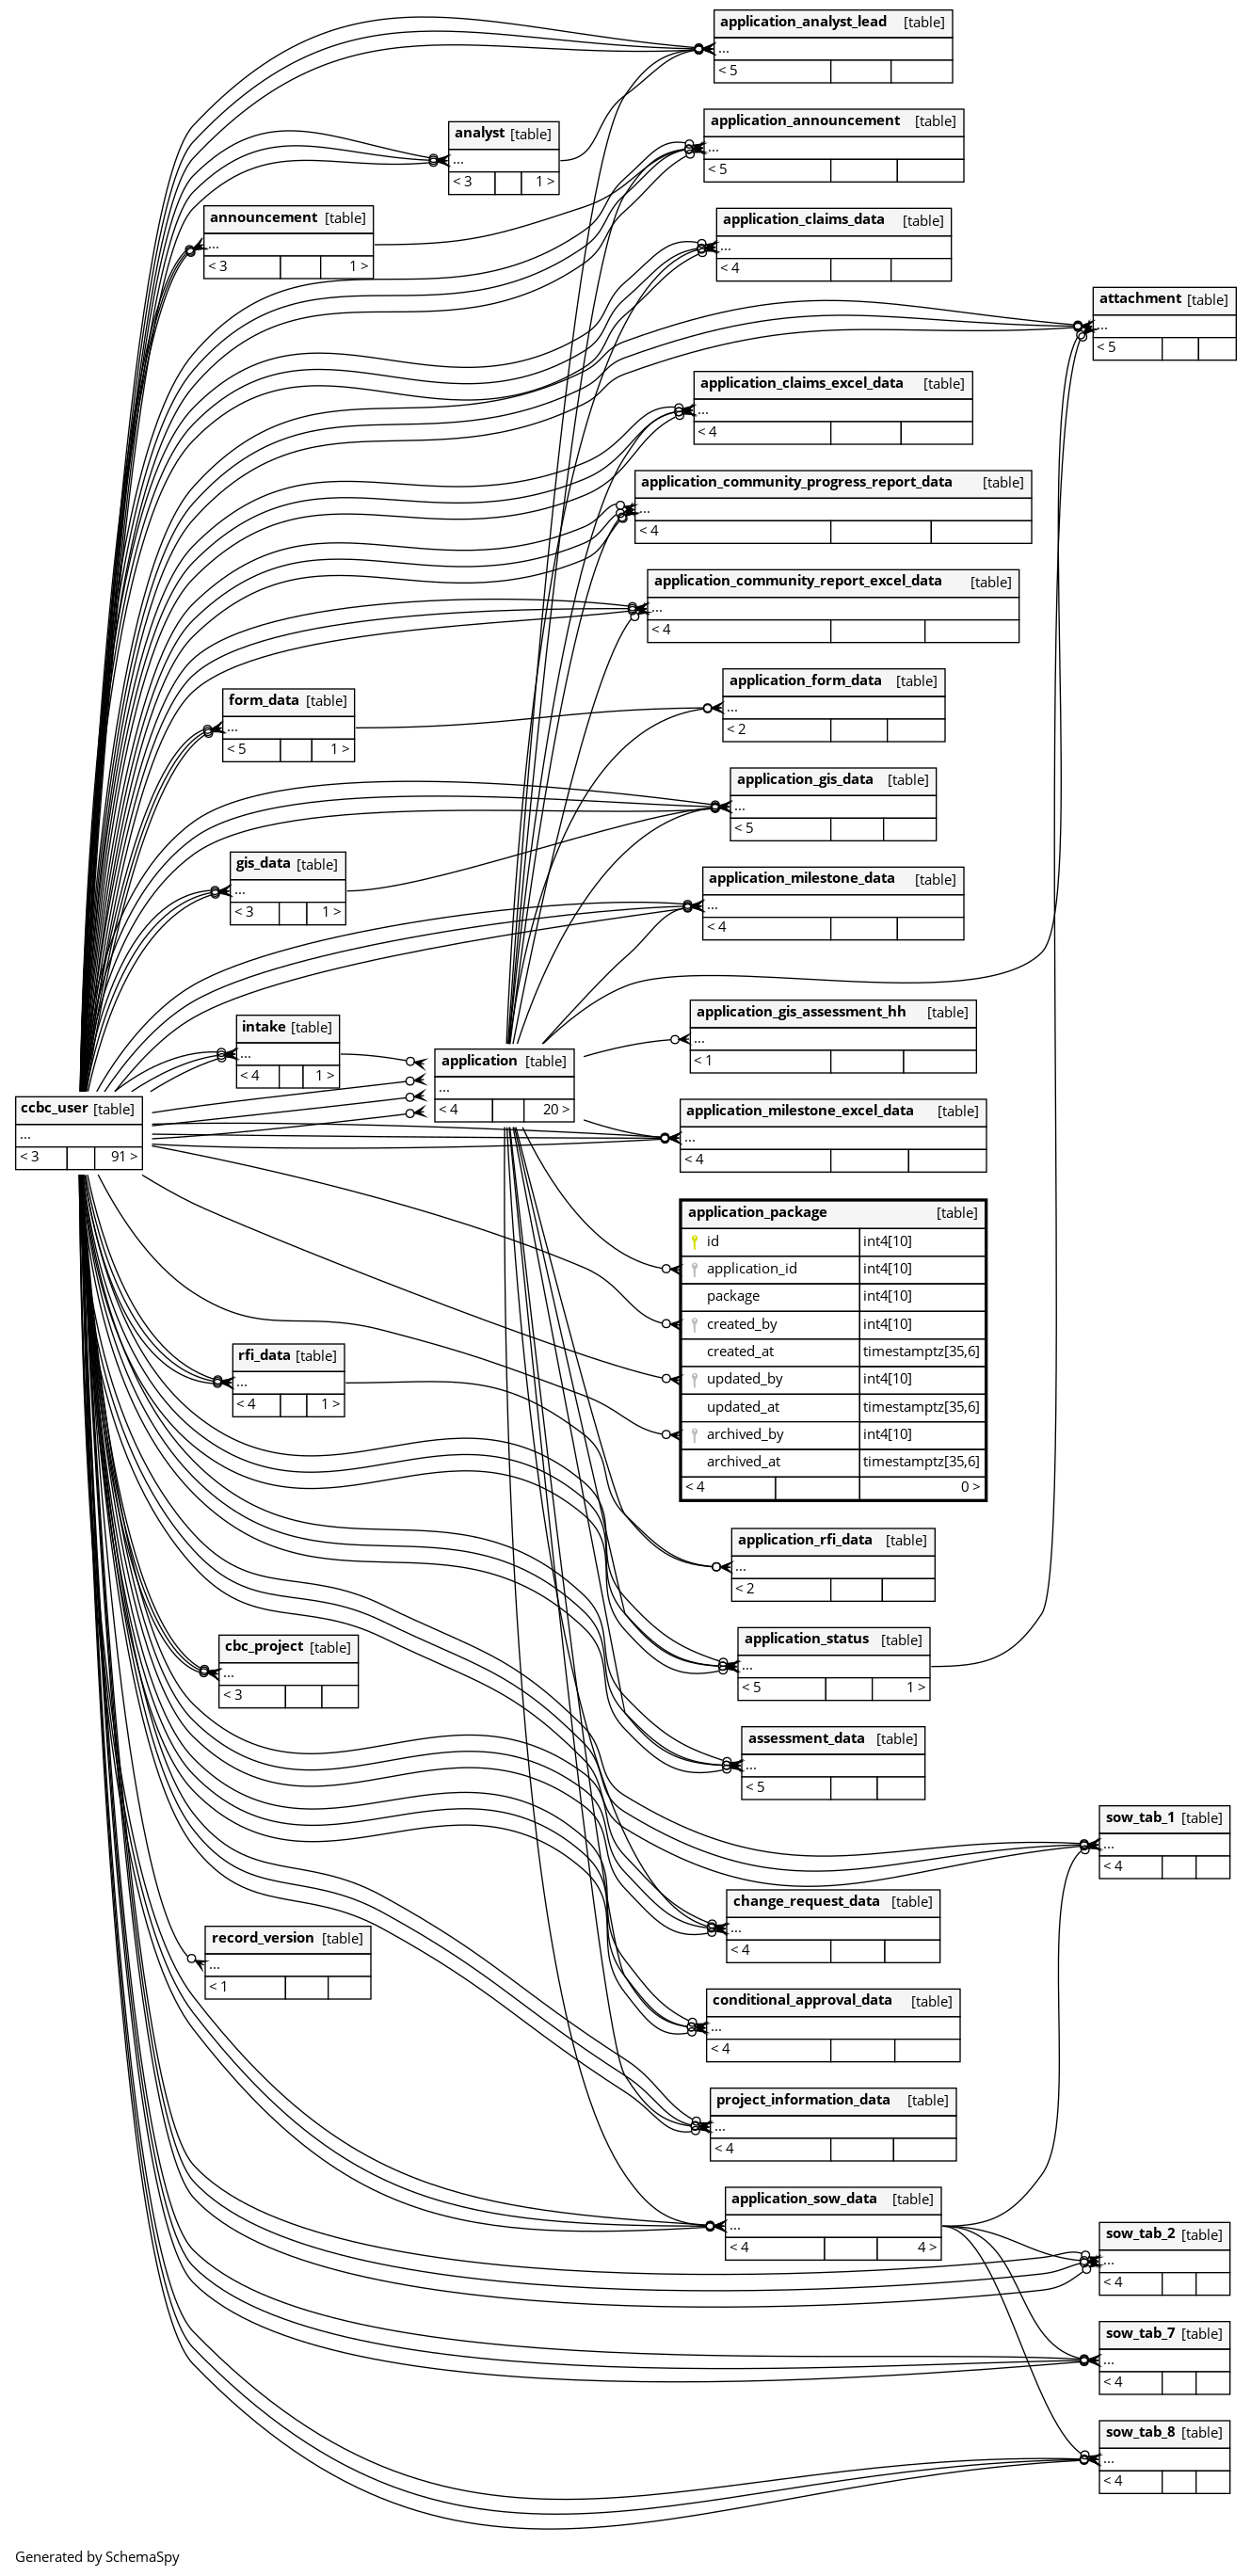 application_analyst_lead [table]
...
< 5
analyst [table]
...
< 3 1 >
application_announcement [table]
...
< 5
announcement [table]
...
< 3 1 >
application_claims_data [table]
...
< 4
attachment [table]
...
< 5
application_claims_excel_data [table]
...
< 4
application_community_progress_report_data [table]
...
< 4
application_community_report_excel_data [table]
...
< 4
application_form_data [table]
...
< 2
form_data [table]
...
< 5 1 >
application_gis_data [table]
...
< 5
gis_data [table]
...
< 3 1 >
application_milestone_data [table]
...
< 4
application_gis_assessment_hh [table]
...
< 1
intake [table]
...
< 4 1 >
application [table]
...
< 4 20 >
ccbc_user [table]
...
< 3 91 >
application_milestone_excel_data [table]
...
< 4
application_package [table]
id int4[10]
application_id int4[10]
package int4[10]
created_by int4[10]
created_at timestamptz[35,6]
updated_by int4[10]
updated_at timestamptz[35,6]
archived_by int4[10]
archived_at timestamptz[35,6]
< 4 0 >
rfi_data [table]
...
< 4 1 >
application_rfi_data [table]
...
< 2
application_status [table]
...
< 5 1 >
cbc_project [table]
...
< 3
assessment_data [table]
...
< 5
sow_tab_1 [table]
...
< 4
change_request_data [table]
...
< 4
record_version [table]
...
< 1
conditional_approval_data [table]
...
< 4
project_information_data [table]
...
< 4
application_sow_data [table]
...
< 4 4 >
sow_tab_2 [table]
...
< 4
sow_tab_7 [table]
...
< 4
sow_tab_8 [table]
...
< 4
Generated by SchemaSpy